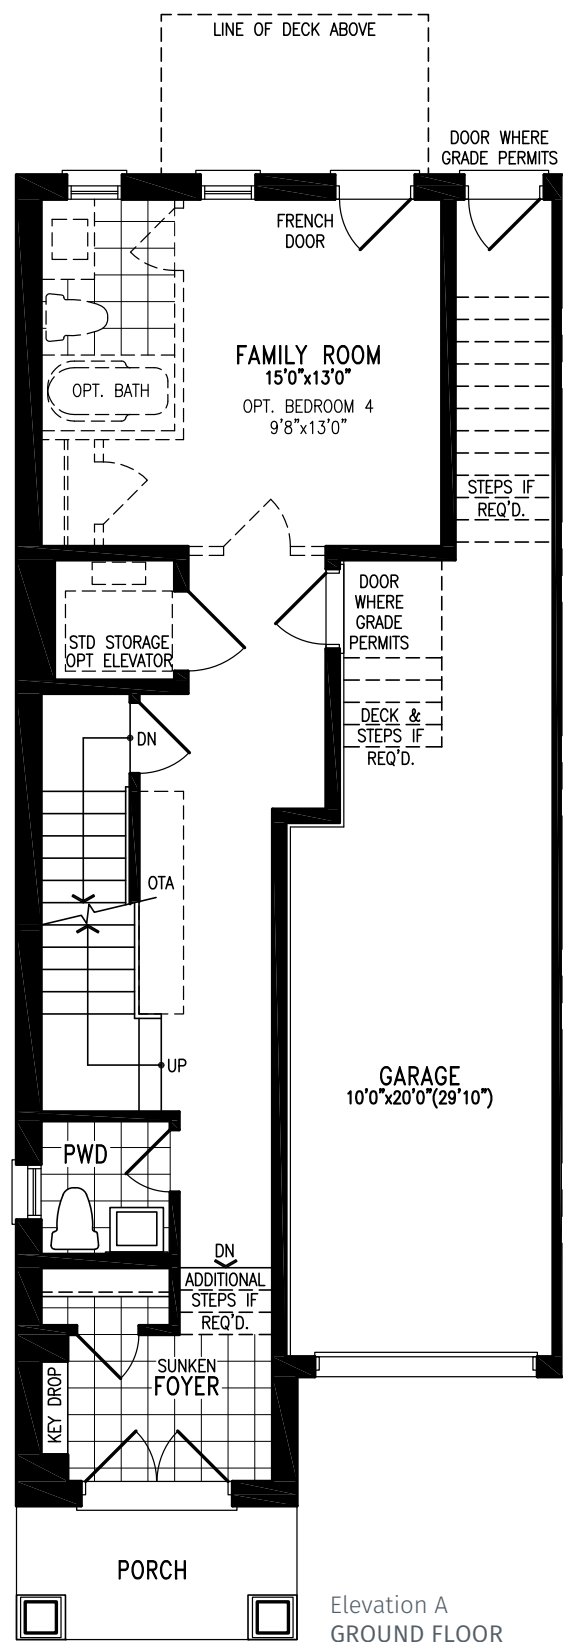 LINE OF DECK ABOVE
DOOR WHERE
GRADE PERMITS
FRENCH
DOOR
FAMILY ROOM
15'0"x13'0"
OPT. BEDROOM 4
9'8"x13'0"
OPT. BATH
STEPS IF
REQ'D.
DOOR
WHERE
GRADE
PERMITS
STD STORAGE
OPT ELEVATOR
DECK &
STEPS IF
REQ'D.
DN
OTA
UP
GARAGE
10'0"x20'0"(29'10")
PWD
DN
ADDITIONAL
STEPS IF
REQ'D.
SUNKEN
FOYER
KEY DROP
PORCH
Elevation A
GROUND FLOOR